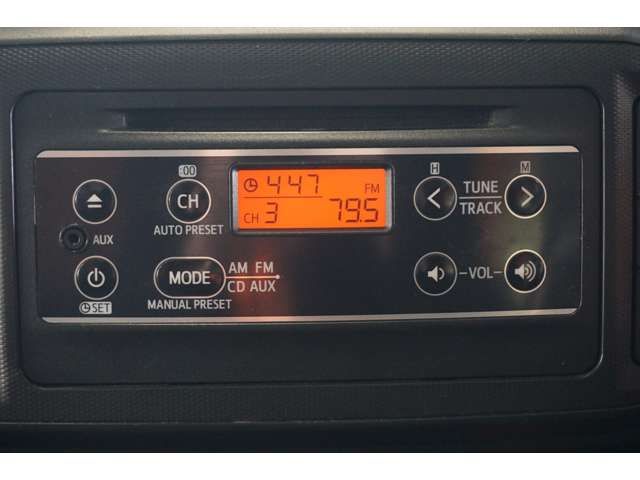 :00 H M
CH 4:47 FM TUNE
AUX AUTO PRESET CH 3 79.5 TRACK
MODE AM FM -VOL-
CD AUX
SET MANUAL PRESET